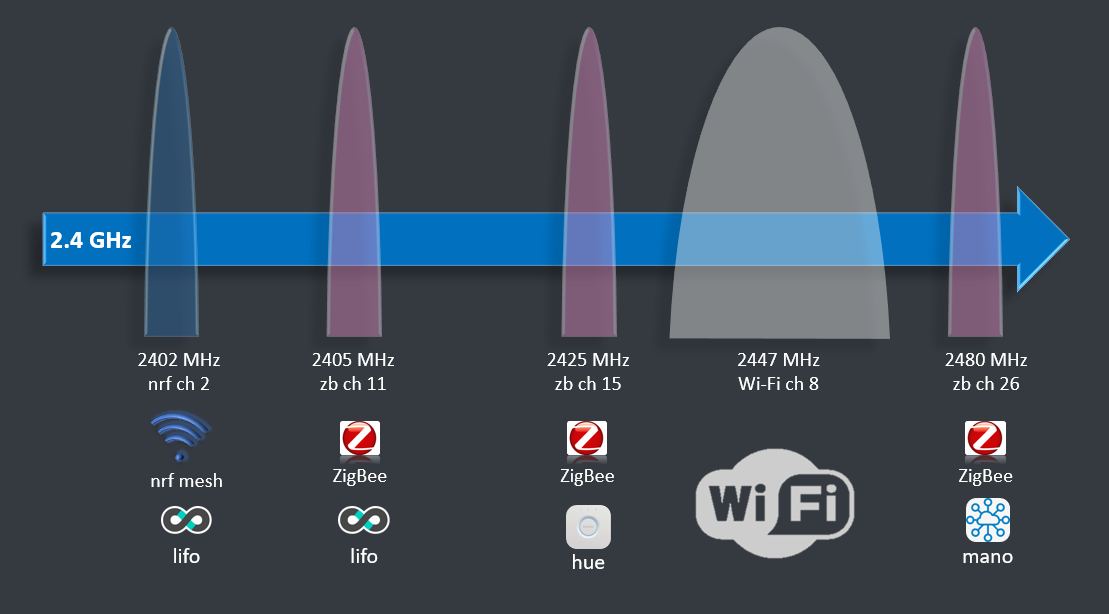 2.4 GHz
2402 MHz
nrf ch 2
2405 MHz
zb ch 11
2425 MHz
zb ch 15
2447 MHz
Wi-Fi ch 8
2480 MHz
zb ch 26
nrf mesh
lifo
Z
ZigBee
lifo
Z
ZigBee
hue
Wi Fi
Z
ZigBee
mano